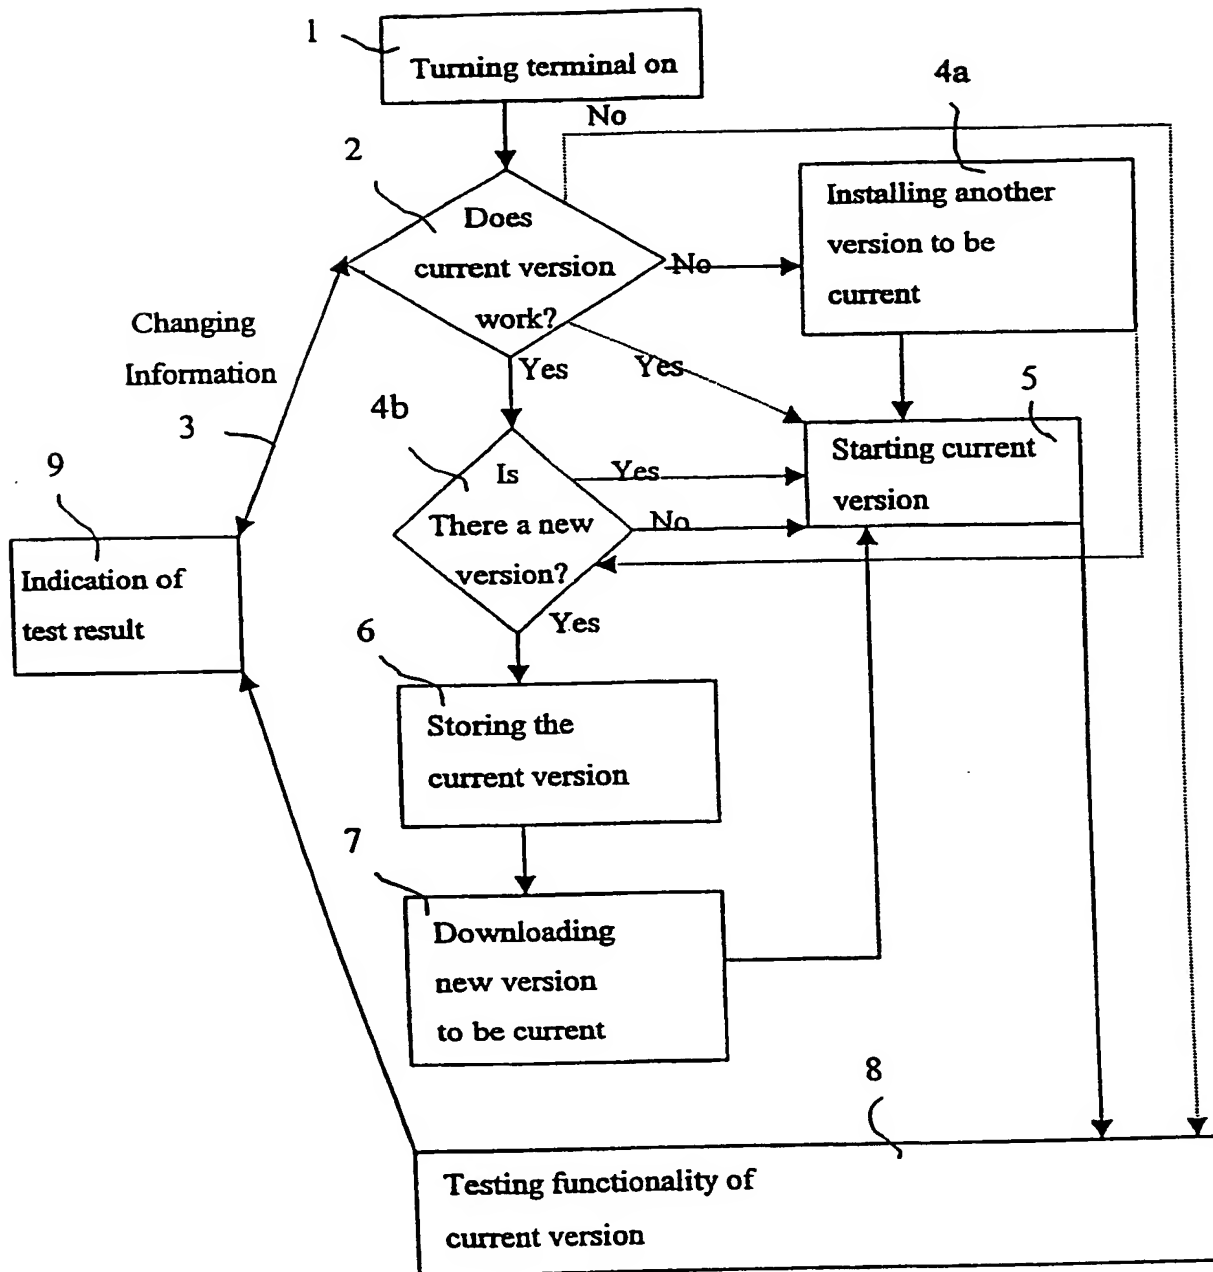 1
Turning terminal on
No
4a
2
Does
current version
work?
No
Installing another
version to be
current
Changing
Information
3
Yes
Yes
5
4b
Is
There a new
version?
Yes
No
Starting current
version
9
Indication of
test result
Yes
6
Storing the
current version
7
Downloading
new version
to be current
8
Testing functionality of
current version